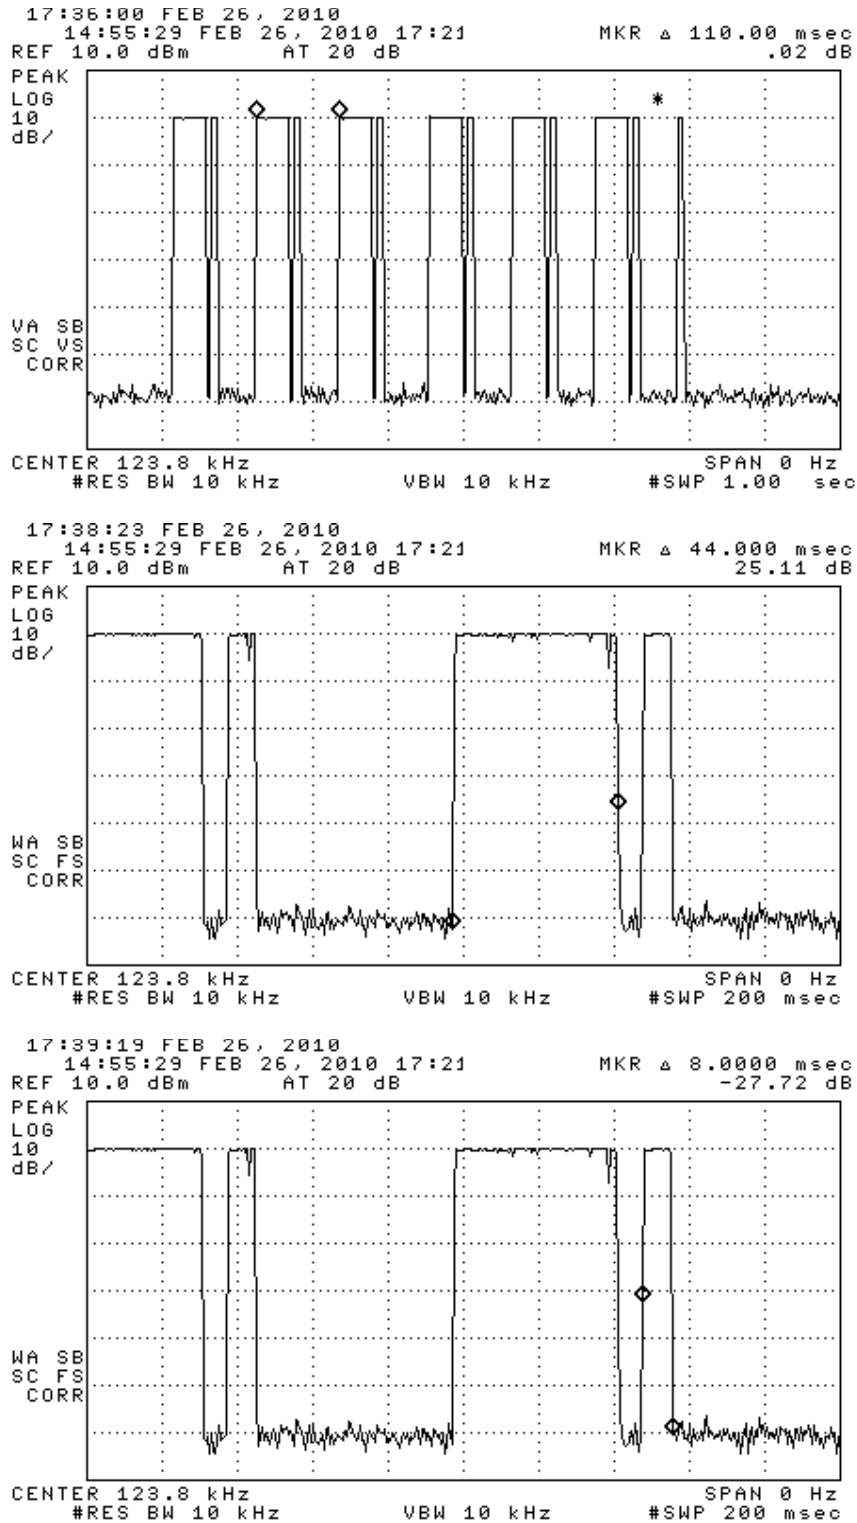 17:36:00 FEB 26, 2010
14:55:29 FEB 26, 2010 17:21 MKR Δ 110.00 msec
REF 10.0 dBm AT 20 dB .02 dB
PEAK
LOG
10
dB/
VA SB
SC VS
CORR
CENTER 123.8 kHz SPAN 0 Hz
#RES BW 10 kHz VBW 10 kHz #SWP 1.00 sec
17:38:23 FEB 26, 2010
14:55:29 FEB 26, 2010 17:21 MKR Δ 44.000 msec
REF 10.0 dBm AT 20 dB 25.11 dB
PEAK
LOG
10
dB/
WA SB
SC FS
CORR
CENTER 123.8 kHz SPAN 0 Hz
#RES BW 10 kHz VBW 10 kHz #SWP 200 msec
17:39:19 FEB 26, 2010
14:55:29 FEB 26, 2010 17:21 MKR Δ 8.0000 msec
REF 10.0 dBm AT 20 dB -27.72 dB
PEAK
LOG
10
dB/
WA SB
SC FS
CORR
CENTER 123.8 kHz SPAN 0 Hz
#RES BW 10 kHz VBW 10 kHz #SWP 200 msec